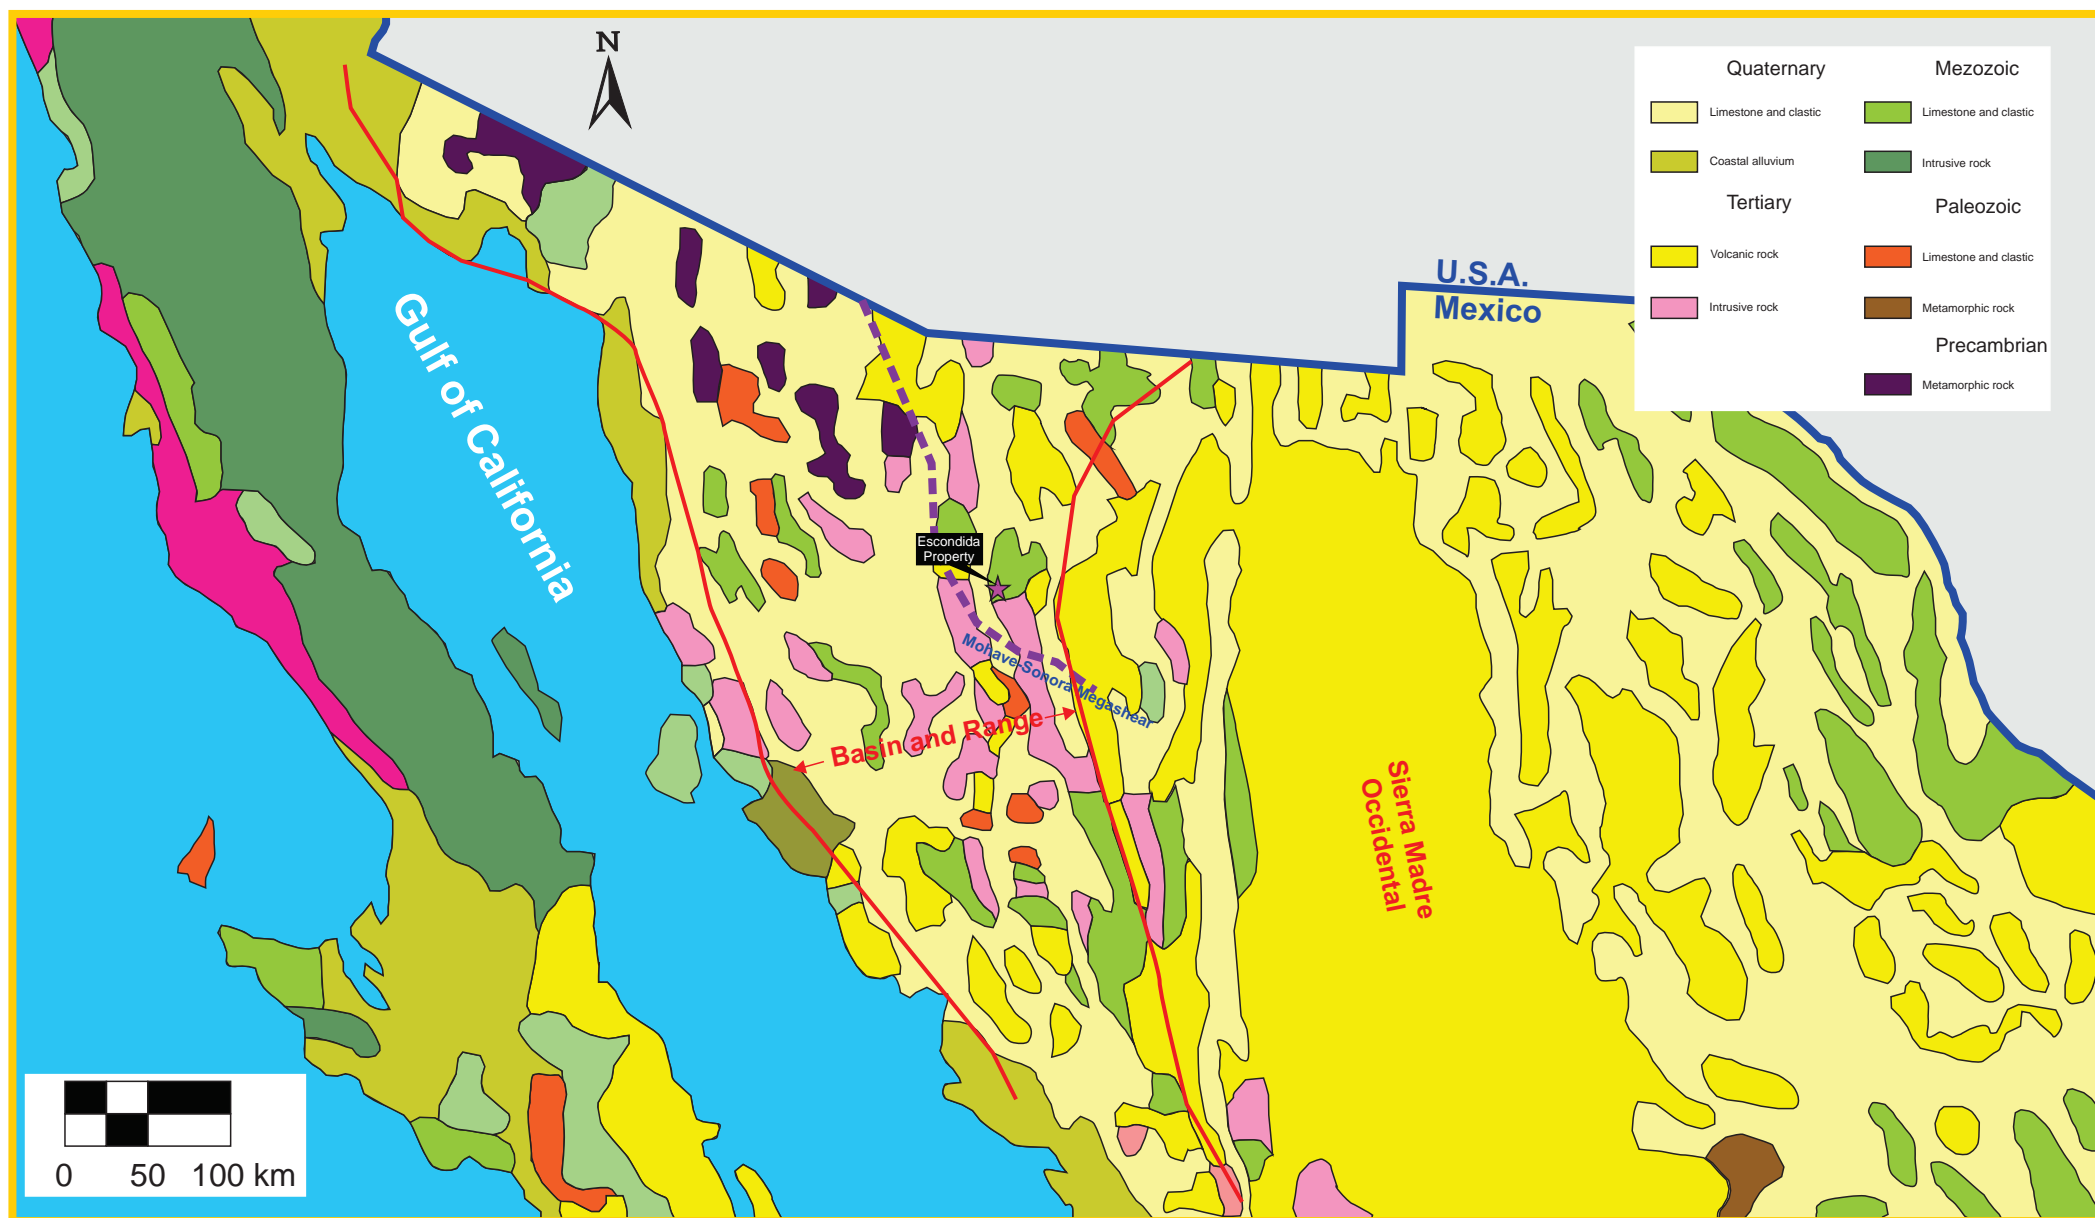 N
Quaternary
Limestone and clastic
Coastal alluvium
Tertiary
Volcanic rock
Intrusive rock
Mezozoic
Limestone and clastic
Intrusive rock
Paleozoic
Limestone and clastic
Metamorphic rock
Precambrian
Metamorphic rock
U.S.A.
Mexico
Gulf of California
Escondida
Property
Mohave-Sonora Megashear
Basin and Range
Sierra Madre
Occidental
0 50 100 km